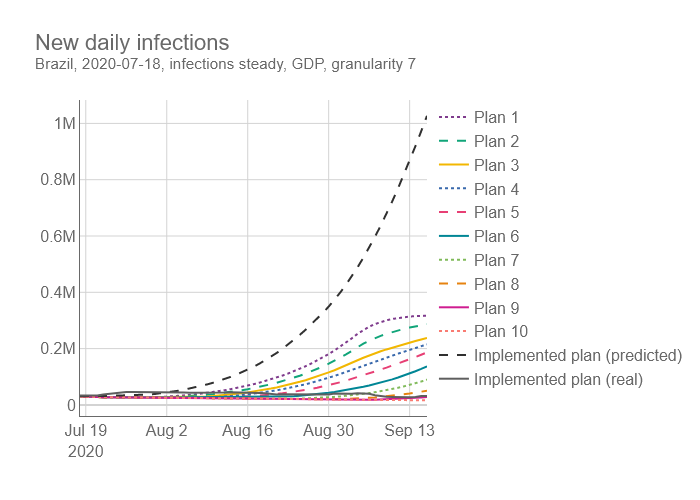 New daily infections
Brazil, 2020-07-18, infections steady, GDP, granularity 7
1M
0.8M
0.6M
0.4M
0.2M
0
Jul 19
2020
Aug 2
Aug 16
Aug 30
Sep 13
Plan 1
Plan 2
Plan 3
Plan 4
Plan 5
Plan 6
Plan 7
Plan 8
Plan 9
Plan 10
Implemented plan (predicted)
Implemented plan (real)